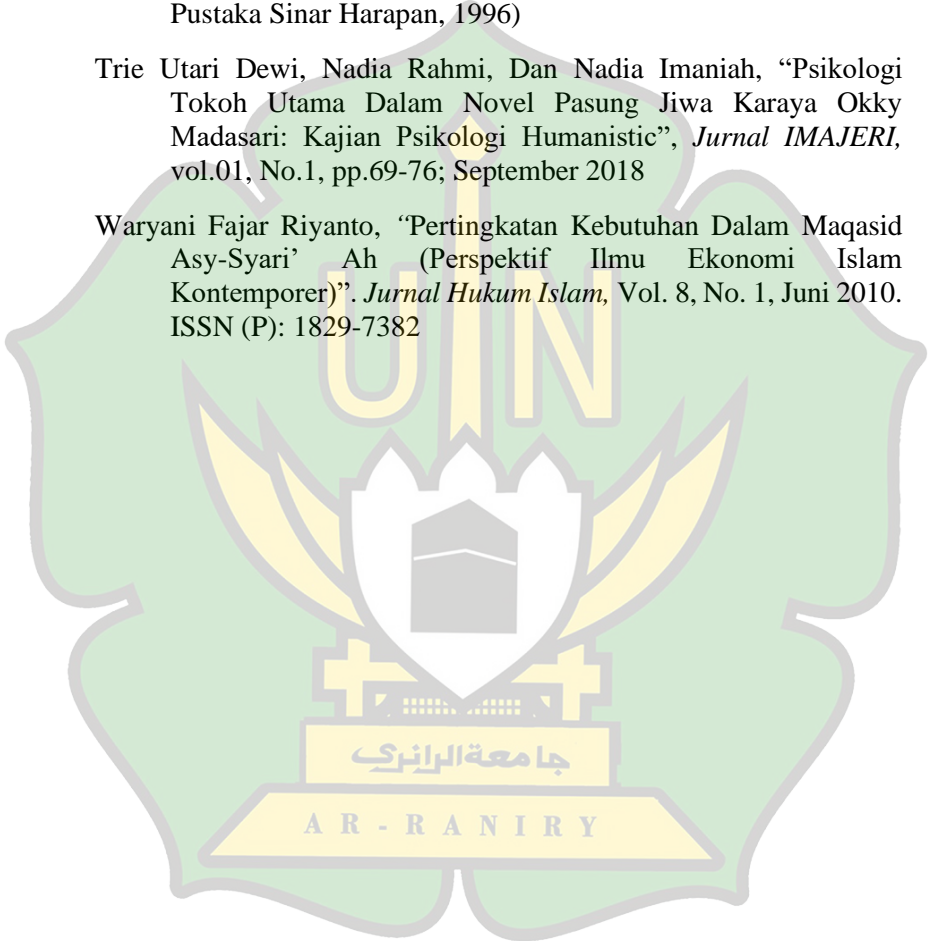 Pustaka Sinar Harapan, 1996)
Trie Utari Dewi, Nadia Rahmi, Dan Nadia Imaniah, “Psikologi
Tokoh Utama Dalam Novel Pasung Jiwa Karaya Okky
Madasari: Kajian Psikologi Humanistic”, Jurnal IMAJERI,
vol.01, No.1, pp.69-76; September 2018
Waryani Fajar Riyanto, “Pertingkatan Kebutuhan Dalam Maqasid
Asy-Syari’ Ah (Perspektif Ilmu Ekonomi Islam
Kontemporer)”. Jurnal Hukum Islam, Vol. 8, No. 1, Juni 2010.
ISSN (P): 1829-7382
UIN
جامعة الرانري
AR-RANIRY